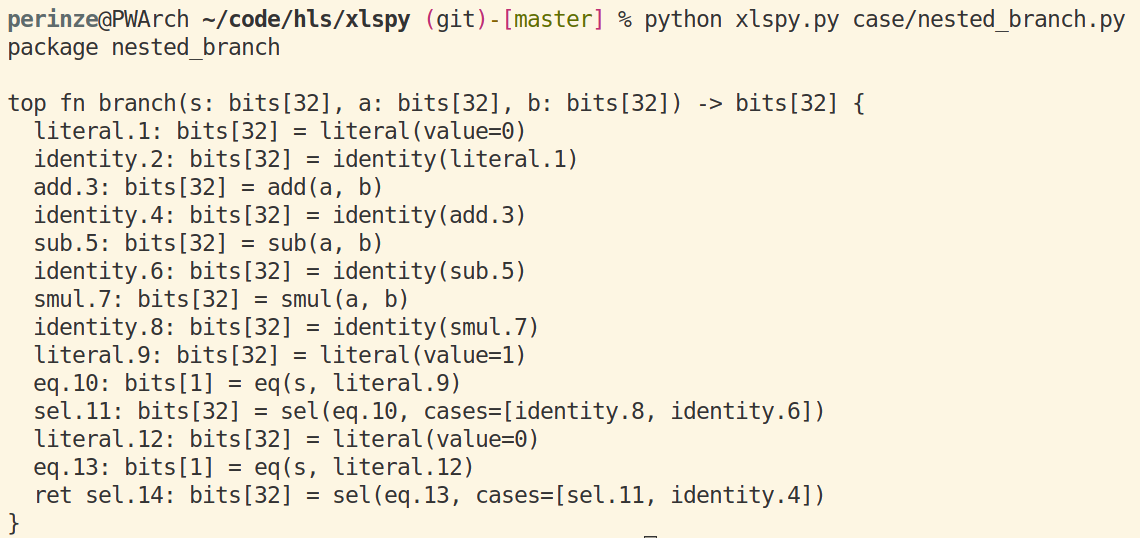 perinze@PWArch ~/code/hls/xlspy (git)-[master] % python xlspy.py case/nested_branch.py
package nested_branch

top fn branch(s: bits[32], a: bits[32], b: bits[32]) -> bits[32] {
  literal.1: bits[32] = literal(value=0)
  identity.2: bits[32] = identity(literal.1)
  add.3: bits[32] = add(a, b)
  identity.4: bits[32] = identity(add.3)
  sub.5: bits[32] = sub(a, b)
  identity.6: bits[32] = identity(sub.5)
  smul.7: bits[32] = smul(a, b)
  identity.8: bits[32] = identity(smul.7)
  literal.9: bits[32] = literal(value=1)
  eq.10: bits[1] = eq(s, literal.9)
  sel.11: bits[32] = sel(eq.10, cases=[identity.8, identity.6])
  literal.12: bits[32] = literal(value=0)
  eq.13: bits[1] = eq(s, literal.12)
  ret sel.14: bits[32] = sel(eq.13, cases=[sel.11, identity.4])
}